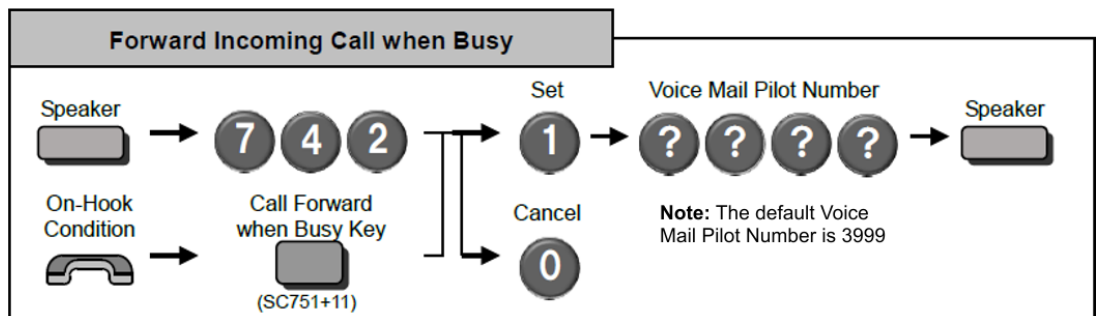 Forward Incoming Call when Busy
Speaker
7 4 2
Set
1
Voice Mail Pilot Number
? ? ? ?
Speaker
On-Hook
Condition
Call Forward
when Busy Key
(SC751+11)
Cancel
0
Note: The default Voice
Mail Pilot Number is 3999